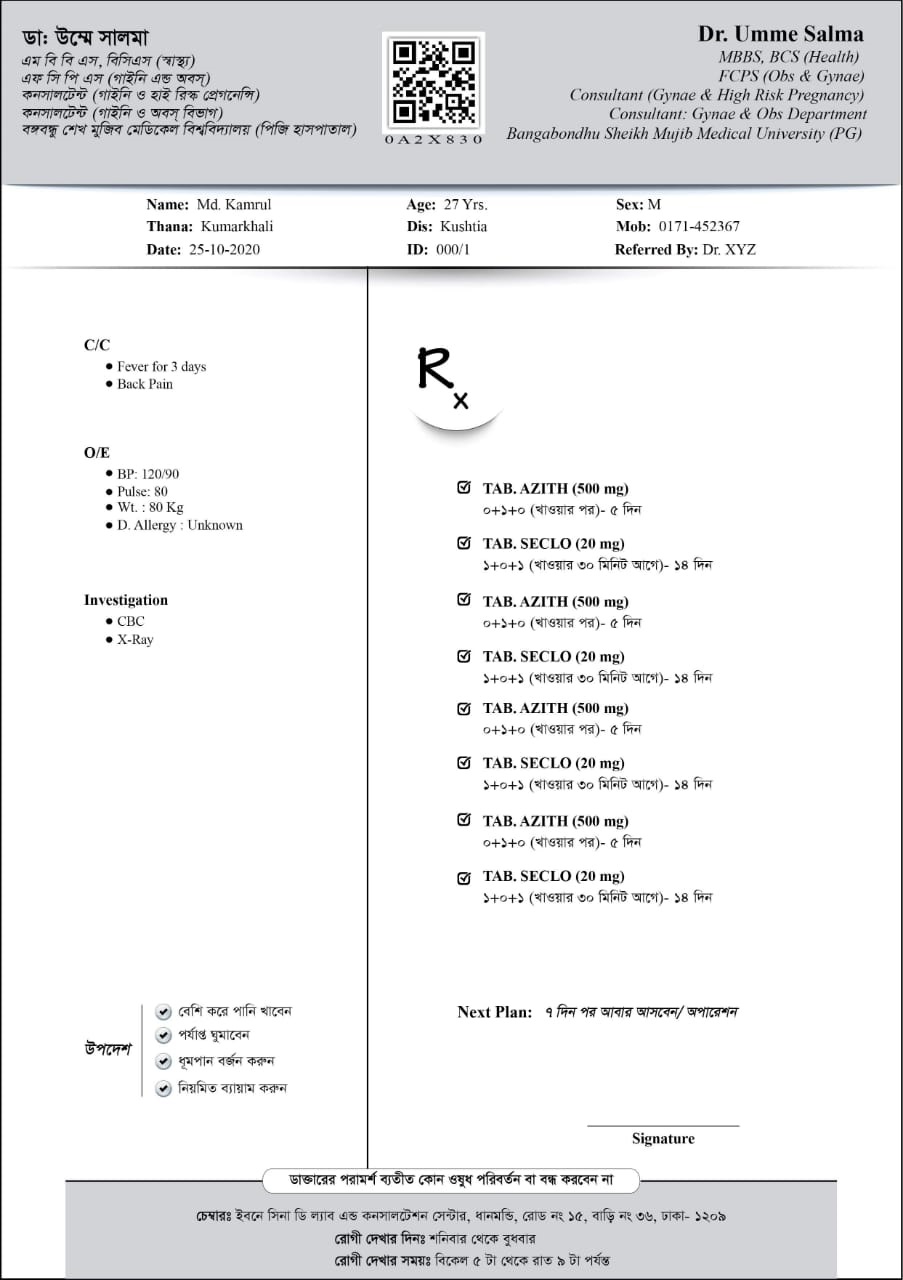 ডা: উম্মে সালমা
এম বি বি এস, বিসিএস (স্বাস্থ্য)
এফ সি পি এস (গাইনি এন্ড অবস)
কনসালটেন্ট (গাইনি ও হাই রিস্ক প্রেগনেন্সি)
কনসালটেন্ট (গাইনি ও অবস্ বিভাগ)
বঙ্গবন্ধু শেখ মুজিব মেডিকেল বিশ্ববিদ্যালয় (পিজি হাসপাতাল)
0A2X830
Dr. Umme Salma
MBBS, BCS (Health)
FCPS (Obs & Gynae)
Consultant (Gynae & High Risk Pregnancy)
Consultant: Gynae & Obs Department
Bangabondhu Sheikh Mujib Medical University (PG)
Name: Md. Kamrul Age: 27 Yrs. Sex: M
Thana: Kumarkhali Dis: Kushtia Mob: 0171-452367
Date: 25-10-2020 ID: 000/1 Referred By: Dr. XYZ
C/C
• Fever for 3 days
• Back Pain
O/E
• BP: 120/90
• Pulse: 80
• Wt. : 80 Kg
• D. Allergy : Unknown
Investigation
• CBC
• X-Ray
উপদেশ
বেশি করে পানি খাবেন
পর্যাপ্ত ঘুমাবেন
ধূমপান বর্জন করুন
নিয়মিত ব্যায়াম করুন
Rx
TAB. AZITH (500 mg)
০+১+০ (খাওয়ার পর)- ৫ দিন
TAB. SECLO (20 mg)
১+০+১ (খাওয়ার ৩০ মিনিট আগে)- ১৪ দিন
TAB. AZITH (500 mg)
০+১+০ (খাওয়ার পর)- ৫ দিন
TAB. SECLO (20 mg)
১+০+১ (খাওয়ার ৩০ মিনিট আগে)- ১৪ দিন
TAB. AZITH (500 mg)
০+১+০ (খাওয়ার পর)- ৫ দিন
TAB. SECLO (20 mg)
১+০+১ (খাওয়ার ৩০ মিনিট আগে)- ১৪ দিন
TAB. AZITH (500 mg)
০+১+০ (খাওয়ার পর)- ৫ দিন
TAB. SECLO (20 mg)
১+০+১ (খাওয়ার ৩০ মিনিট আগে)- ১৪ দিন
Next Plan: ৭ দিন পর আবার আসবেন/ অপারেশন
Signature
ডাক্তারের পরামর্শ ব্যতীত কোন ওষুধ পরিবর্তন বা বন্ধ করবেন না
চেম্বারঃ ইবনে সিনা ডি ল্যাব এন্ড কনসালটেশন সেন্টার, ধানমন্ডি, রোড নং ১৫, বাড়ি নং ৩৬, ঢাকা- ১২০৯
রোগী দেখার দিনঃ শনিবার থেকে বুধবার
রোগী দেখার সময়ঃ বিকেল ৫ টা থেকে রাত ৯ টা পর্যন্ত